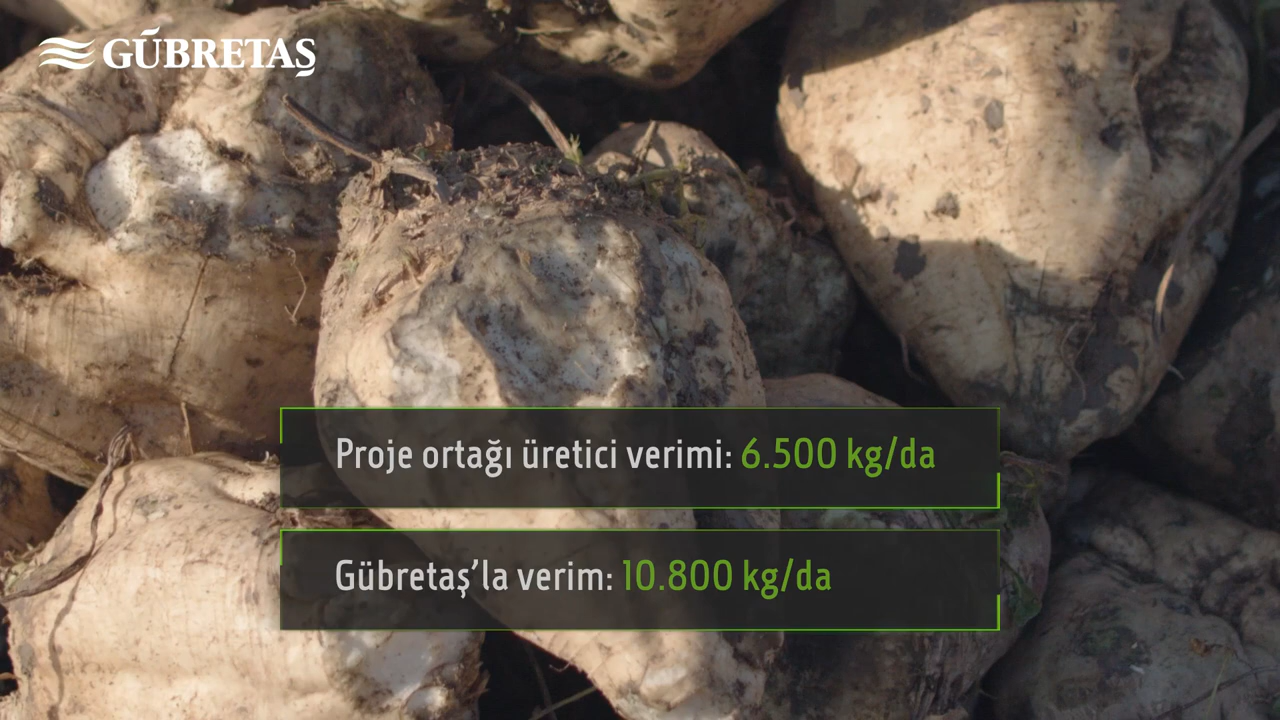 GÜBRETAŞ
Proje ortağı üretici verimi: 6.500 kg/da
Gübretaş’la verim: 10.800 kg/da